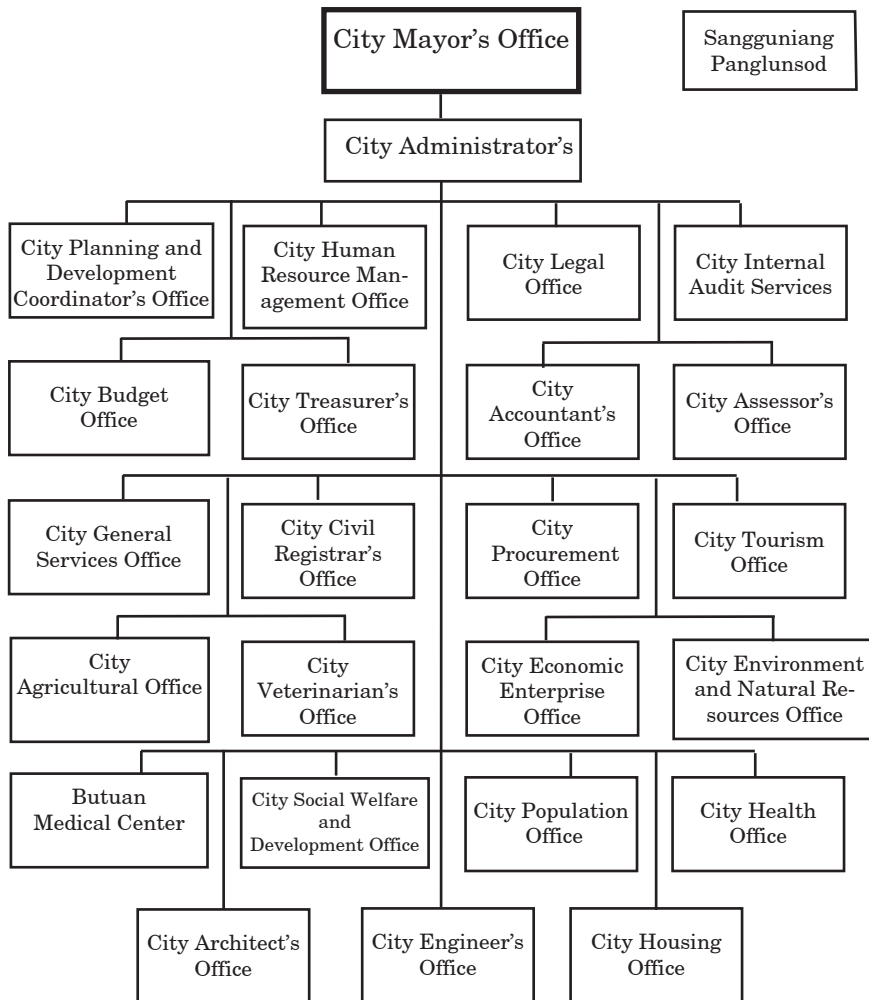 City Mayor's Office
Sangguniang
Panglunsod
City Administrator's
City Planning and
Development
Coordinator's Office
City Human
Resource Man-
agement Office
City Legal
Office
City Internal
Audit Services
City Budget
Office
City Treasurer's
Office
City
Accountant's
Office
City Assessor's
Office
City General
Services Office
City Civil
Registrar's
Office
City
Procurement
Office
City Tourism
Office
City
Agricultural Office
City
Veterinarian's
Office
City Economic
Enterprise
Office
City Environment
and Natural Re-
sources Office
Butuan
Medical Center
City Social Welfare
and
Development Office
City Population
Office
City Health
Office
City Architect's
Office
City Engineer's
Office
City Housing
Office